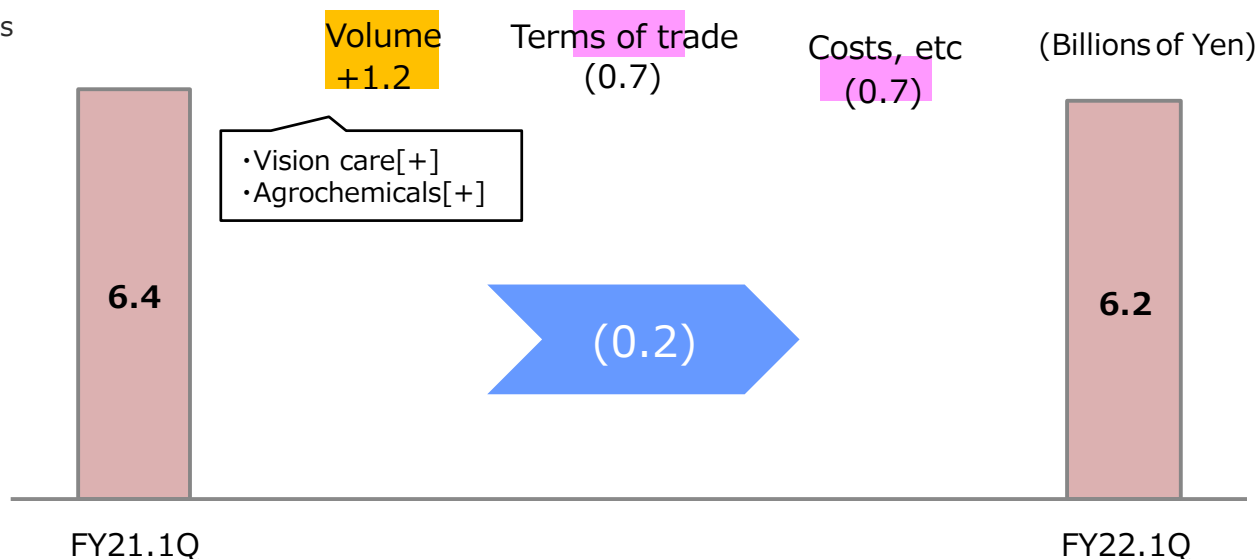 s
Volume
+1.2
Terms of trade
(0.7)
Costs, etc
(0.7)
(Billions of Yen)
・Vision care[+]
・Agrochemicals[+]
6.4
(0.2)
6.2
FY21.1Q
FY22.1Q